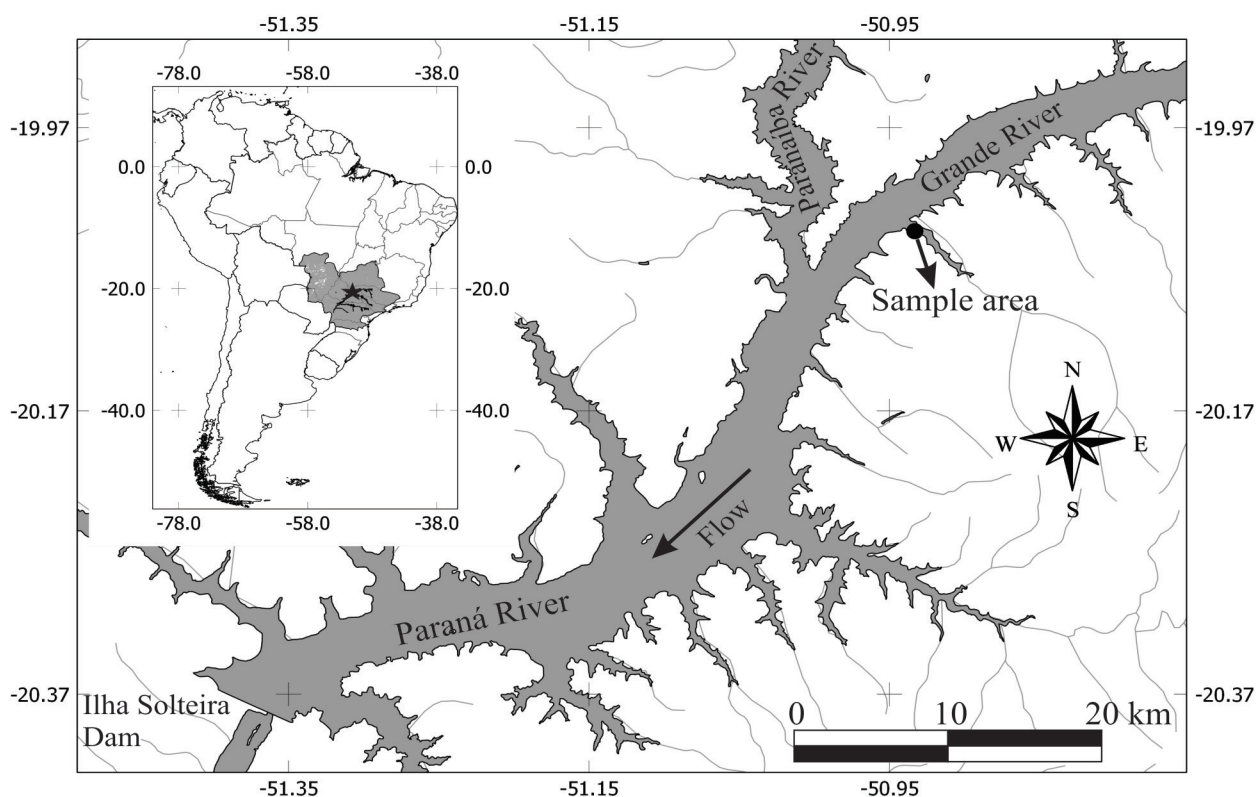 -51.35 -51.15 -50.95
-78.0 -58.0 -38.0
-19.97 -19.97
0.0 0.0
-20.0 -20.0
-40.0 -40.0
-78.0 -58.0 -38.0
Paranaíba River
Grande River
Sample area
-20.17 -20.17
N
W E
S
Flow
Paraná River
-20.37 -20.37
Ilha Solteira
Dam
0 10 20 km
-51.35 -51.15 -50.95